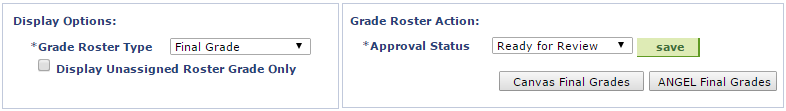 Display Options:
*Grade Roster Type Final Grade
Display Unassigned Roster Grade Only
Grade Roster Action:
*Approval Status Ready for Review save
Canvas Final Grades ANGEL Final Grades